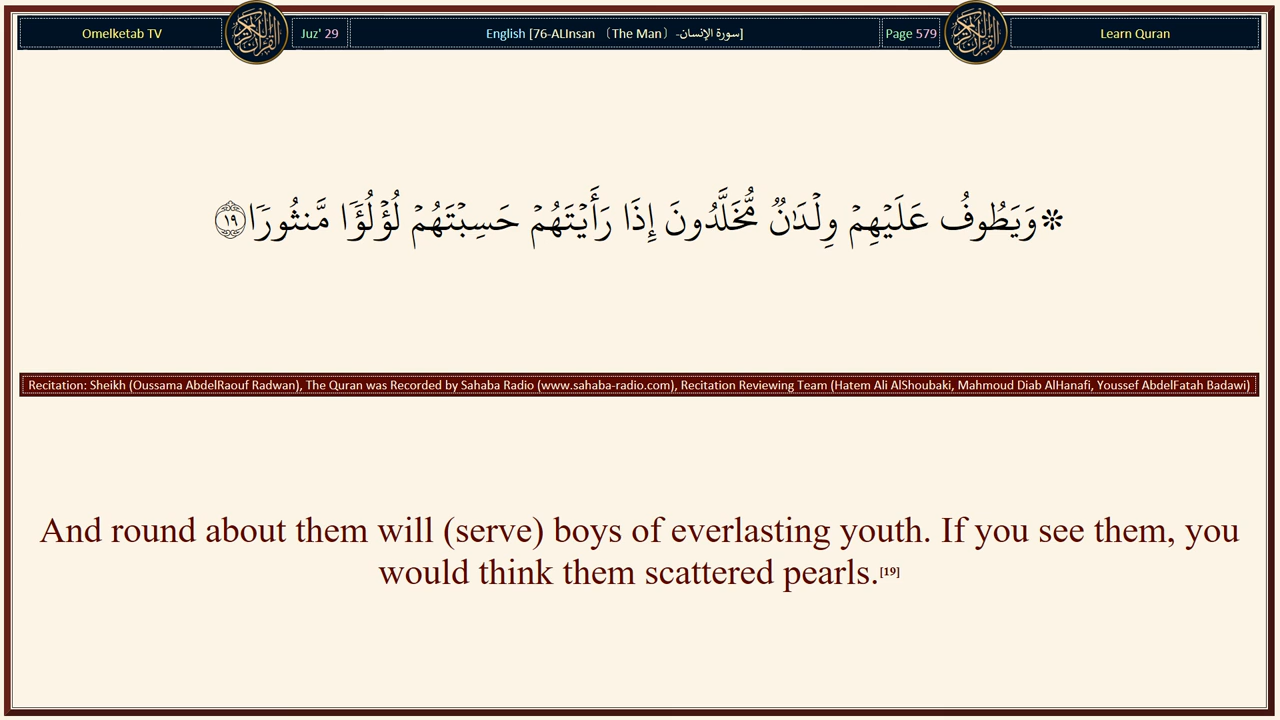 Omelketab TV
Juz' 29
English [76-ALInsan 〔The Man〕 -سورة الإنسان]
Page 579
Learn Quran
۞وَيَطُوفُ عَلَيۡهِمۡ وِلۡدَٰنٞ مُّخَلَّدُونَ إِذَا رَأَيۡتَهُمۡ حَسِبۡتَهُمۡ لُؤۡلُؤٗا مَّنثُورٗا ١٩
Recitation: Sheikh (Oussama AbdelRaouf Radwan), The Quran was Recorded by Sahaba Radio (www.sahaba-radio.com), Recitation Reviewing Team (Hatem Ali AlShoubaki, Mahmoud Diab AlHanafi, Youssef AbdelFatah Badawi)
And round about them will (serve) boys of everlasting youth. If you see them, you
would think them scattered pearls.[19]